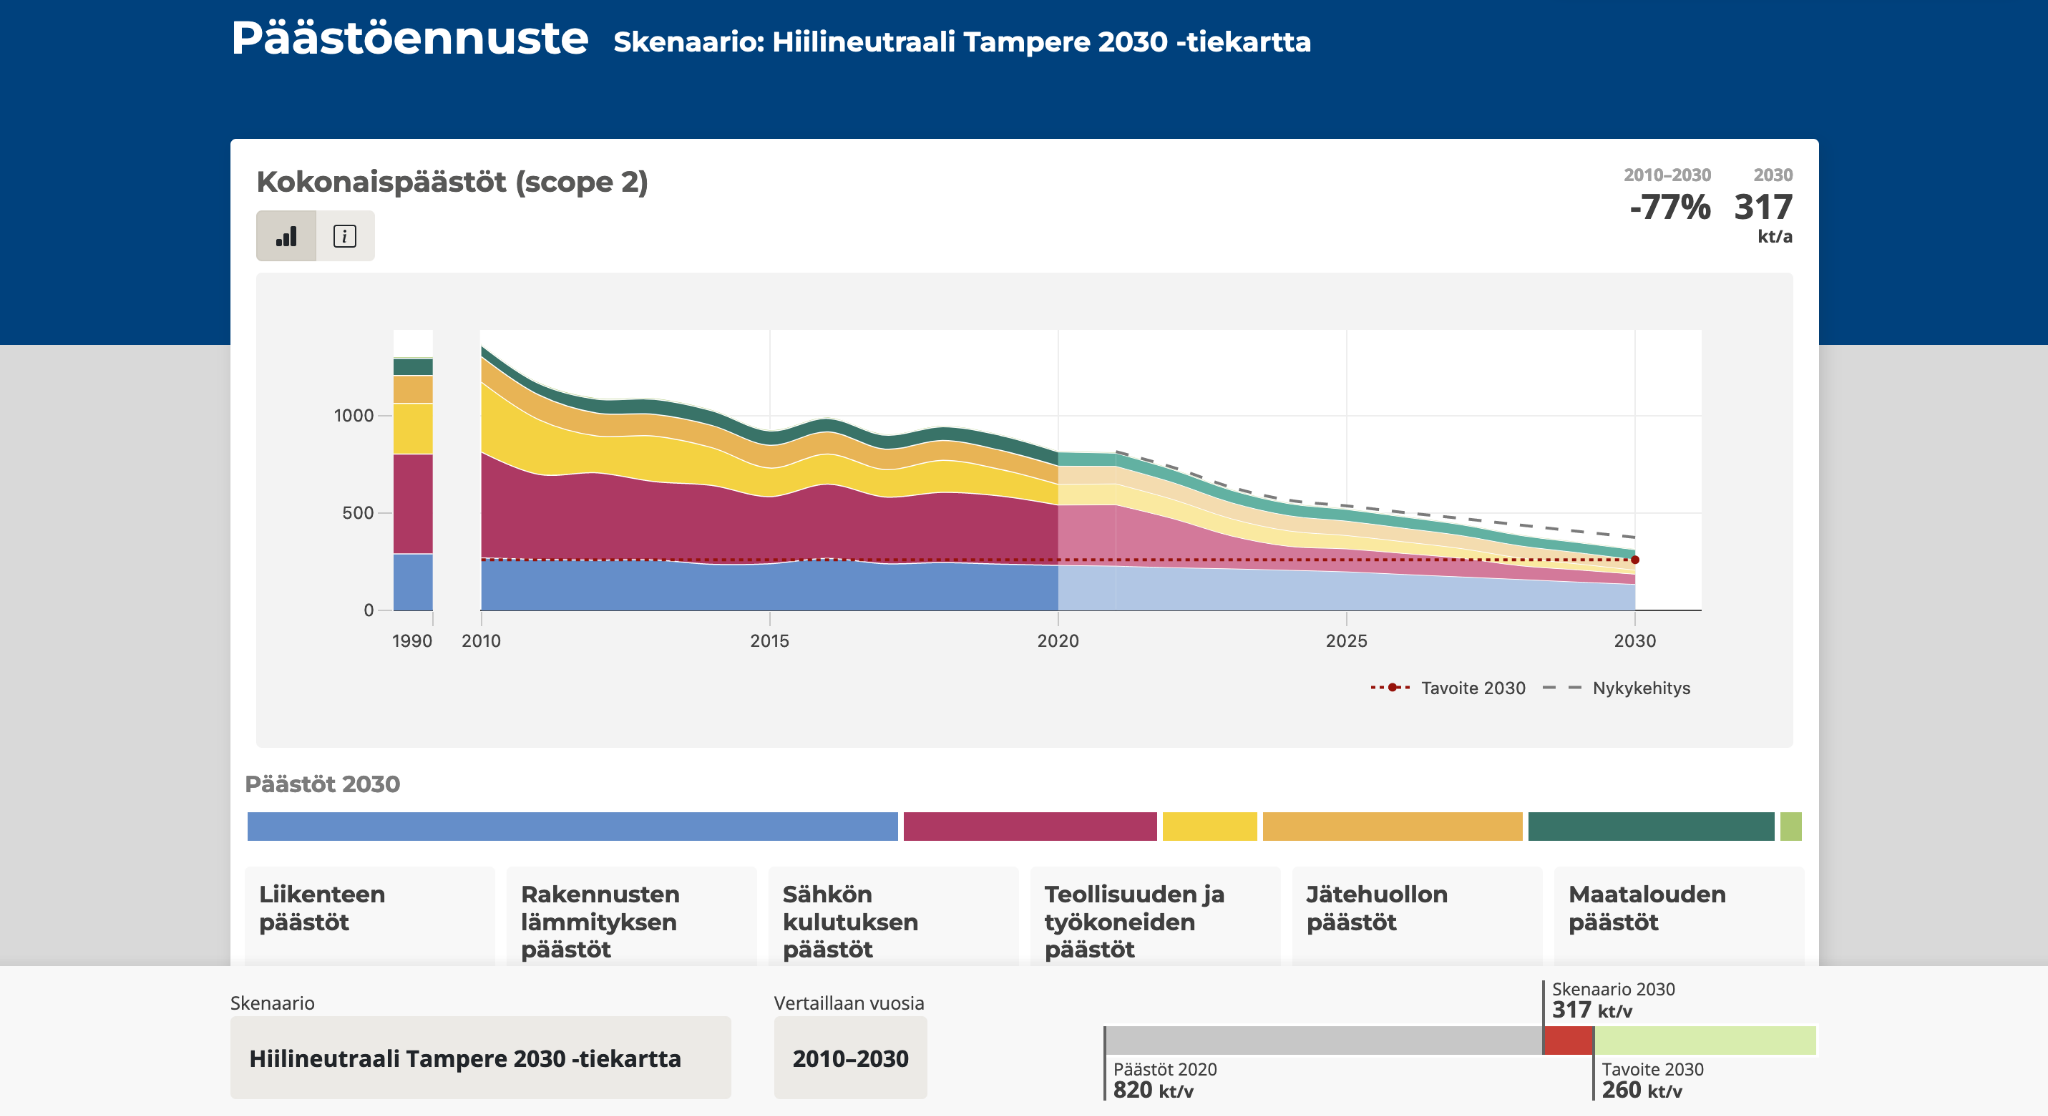 Päästöennuste Skenaario: Hiilineutraali Tampere 2030 -tiekartta
Kokonaispäästöt (scope 2)
2010–2030 2030
-77% 317
kt/a
1000
500
0
1990 2010 2015 2020 2025 2030
Tavoite 2030 Nykykehitys
Päästöt 2030
Liikenteen
päästöt
Rakennusten
lämmityksen
päästöt
Sähkön
kulutuksen
päästöt
Teollisuuden ja
työkoneiden
päästöt
Jätehuollon
päästöt
Maatalouden
päästöt
Skenaario
Hiilineutraali Tampere 2030 -tiekartta
Vertaillaan vuosia
2010–2030
Skenaario 2030
317 kt/v
Päästöt 2020
820 kt/v
Tavoite 2030
260 kt/v